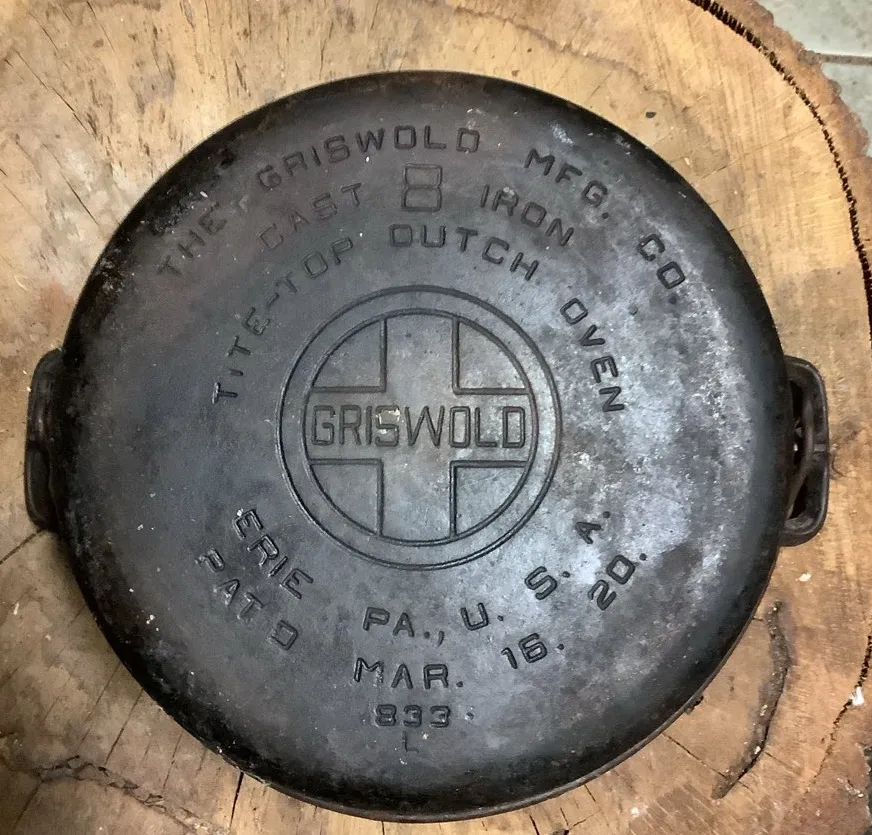 THE GRISWOLD MFG. CO.
CAST 8 IRON
TITE-TOP DUTCH OVEN
GRISWOLD
ERIE PA., U. S. A.
PAT'D MAR. 16. 20.
833
L